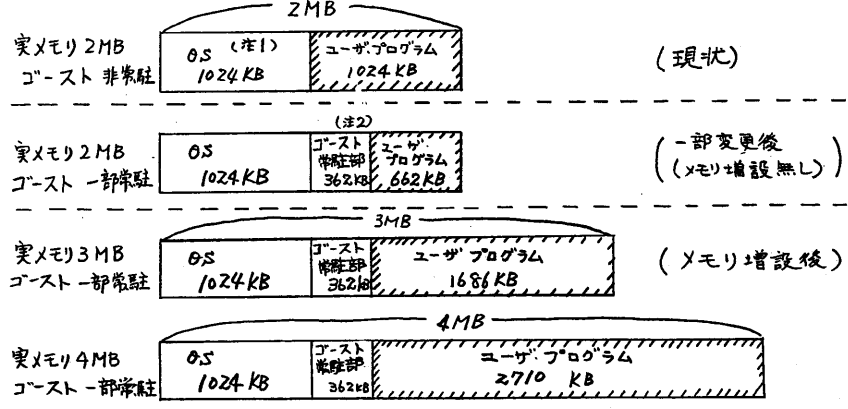 2MB
実メモリ2MB
ゴースト 非常駐
OS (注1)
1024KB
ユーザ.プログラム
1024KB
(現状)
(注2)
実メモリ2MB
ゴースト 一部常駐
OS
1024KB
ゴースト
常駐部
362KB
ユーザ.
プログラム
662KB
(一部変更後
(メモリ増設無し))
3MB
実メモリ3MB
ゴースト 一部常駐
OS
1024KB
ゴースト
常駐部
362KB
ユーザ.プログラム
1686KB
(メモリ増設後)
4MB
実メモリ4MB
ゴースト 一部常駐
OS
1024KB
ゴースト
常駐部
362KB
ユーザ.プログラム
2710 KB